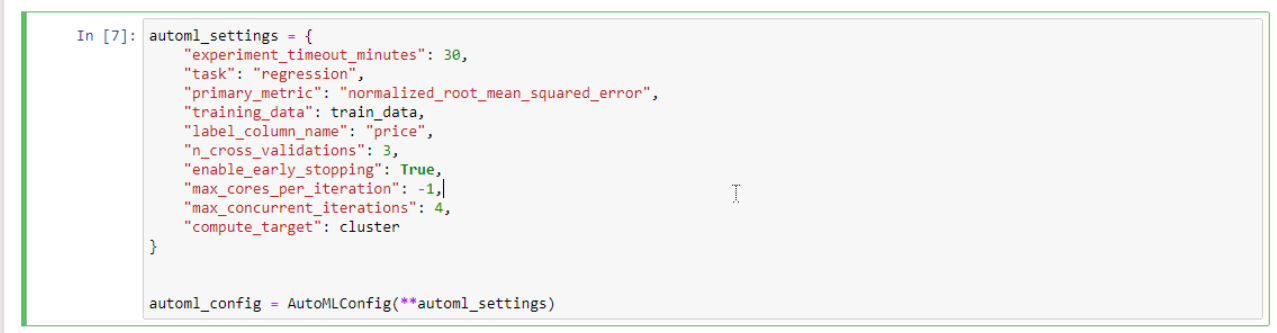 In [7]: automl_settings = {
    "experiment_timeout_minutes": 30,
    "task": "regression",
    "primary_metric": "normalized_root_mean_squared_error",
    "training_data": train_data,
    "label_column_name": "price",
    "n_cross_validations": 3,
    "enable_early_stopping": True,
    "max_cores_per_iteration": -1,
    "max_concurrent_iterations": 4,
    "compute_target": cluster
}
automl_config = AutoMLConfig(**automl_settings)